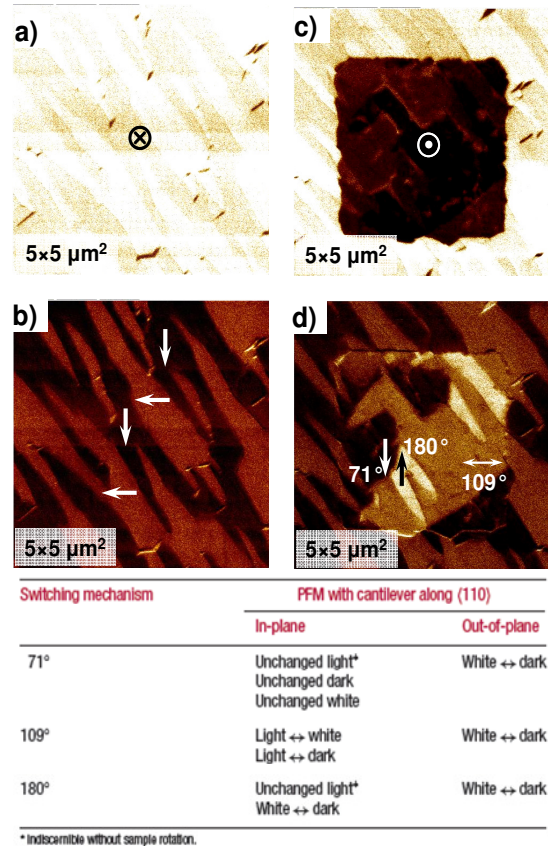 a)
5×5 µm²
c)
5×5 µm²
b)
5×5 µm²
d)
180°
71°
109°
5×5 µm²
Switching mechanism PFM with cantilever along ⟨110⟩
In-plane Out-of-plane
71° Unchanged light* White ↔ dark
Unchanged dark
Unchanged white
109° Light ↔ white White ↔ dark
Light ↔ dark
180° Unchanged light* White ↔ dark
White ↔ dark
* Indiscernible without sample rotation.